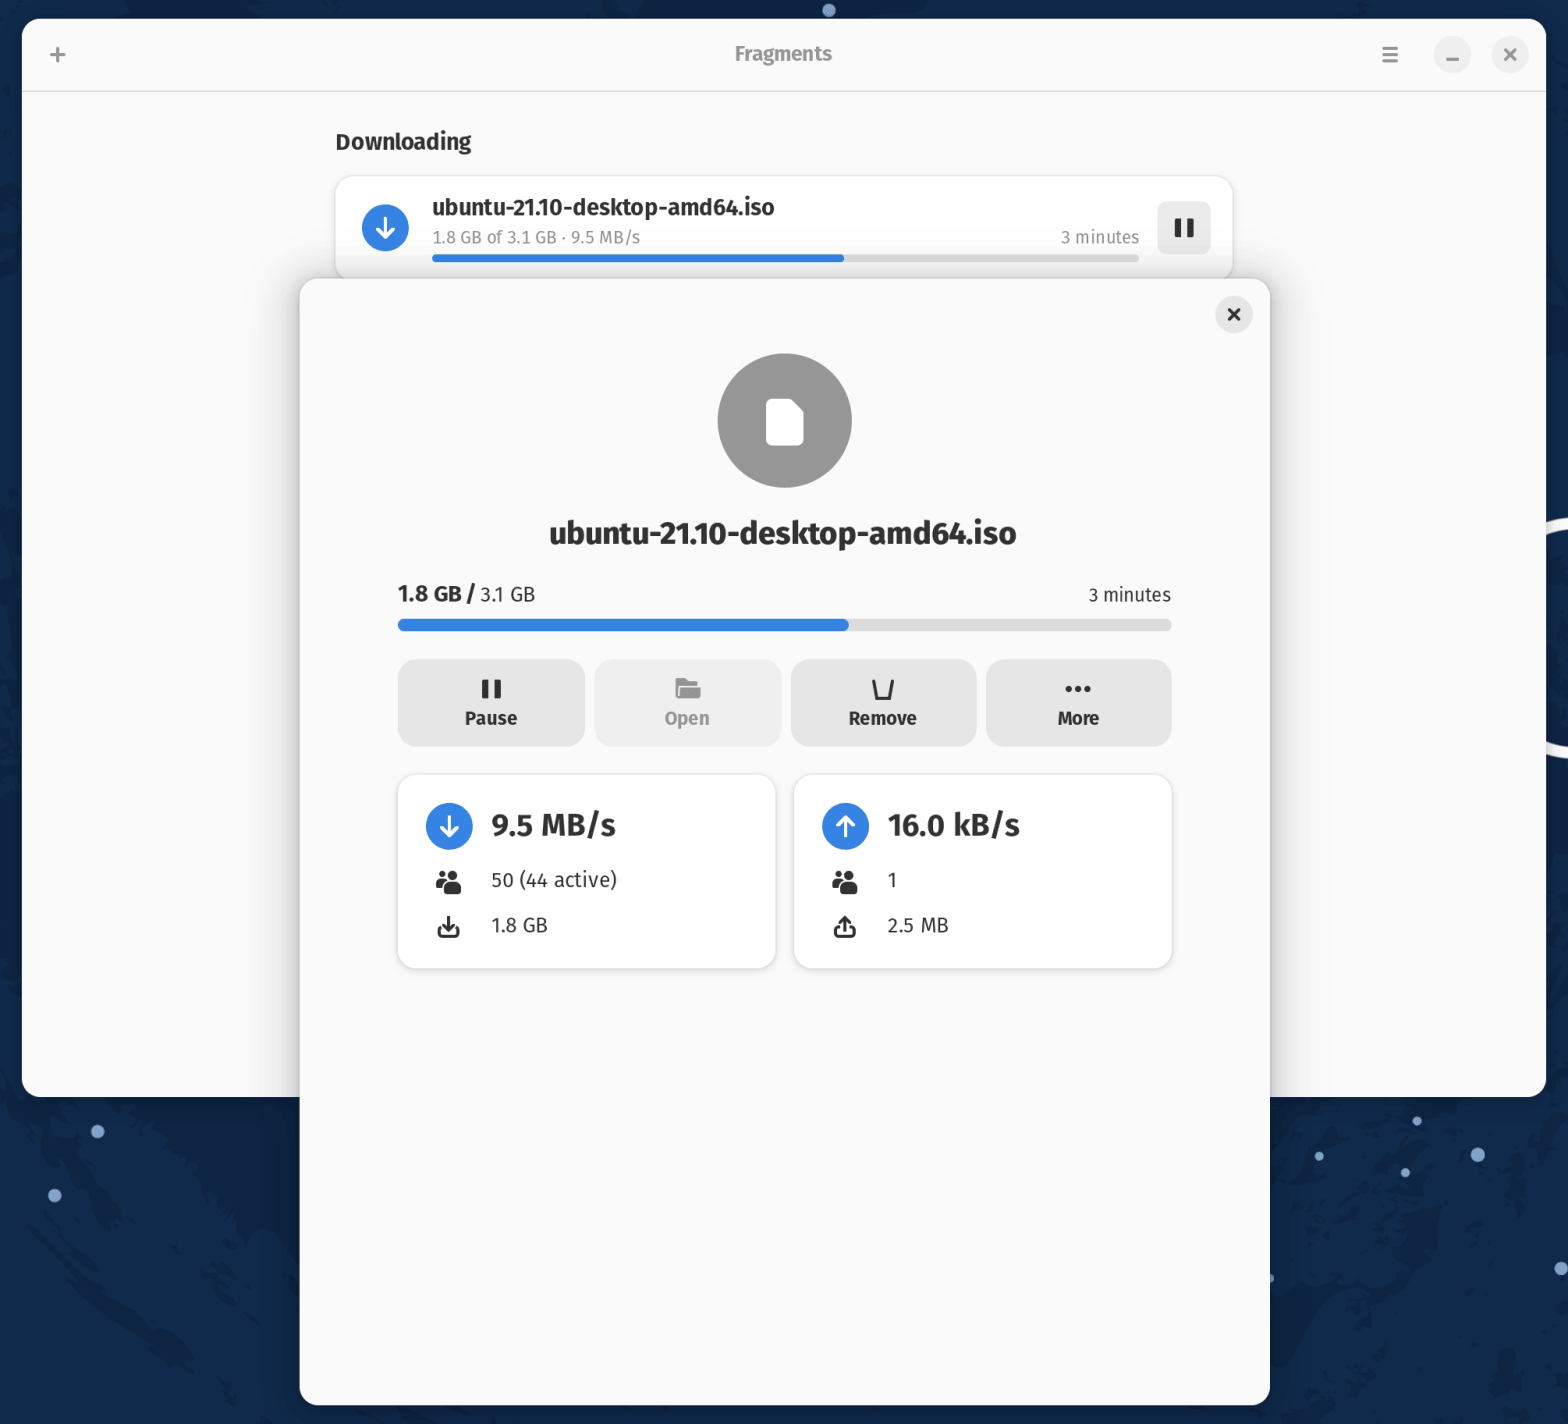 Fragments
Downloading
ubuntu-21.10-desktop-amd64.iso
1.8 GB of 3.1 GB · 9.5 MB/s
3 minutes
ubuntu-21.10-desktop-amd64.iso
1.8 GB / 3.1 GB
3 minutes
Pause
Open
Remove
More
9.5 MB/s
50 (44 active)
1.8 GB
16.0 kB/s
1
2.5 MB